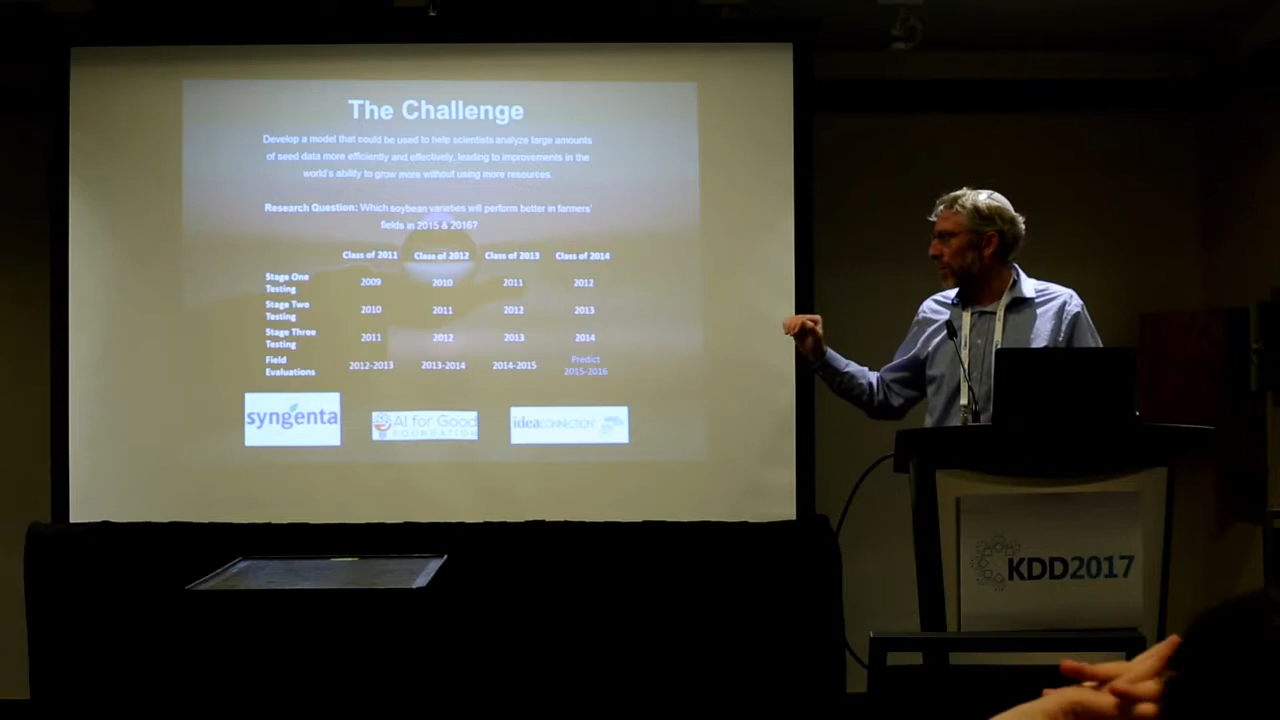 The Challenge
Develop a model that could be used to help scientists analyze large amounts
of seed data more efficiently and effectively, leading to improvements in the
world's ability to grow more without using more resources.
Research Question: Which soybean varieties will perform better in farmers'
fields in 2015 & 2016?
Class of 2011 Class of 2012 Class of 2013 Class of 2014
Stage One
Testing 2009 2010 2011 2012
Stage Two
Testing 2010 2011 2012 2013
Stage Three
Testing 2011 2012 2013 2014
Field
Evaluations 2012-2013 2013-2014 2014-2015 Predict
2015-2016
syngenta
AI for Good
FOUNDATION
ideaCONNECTION
KDD2017